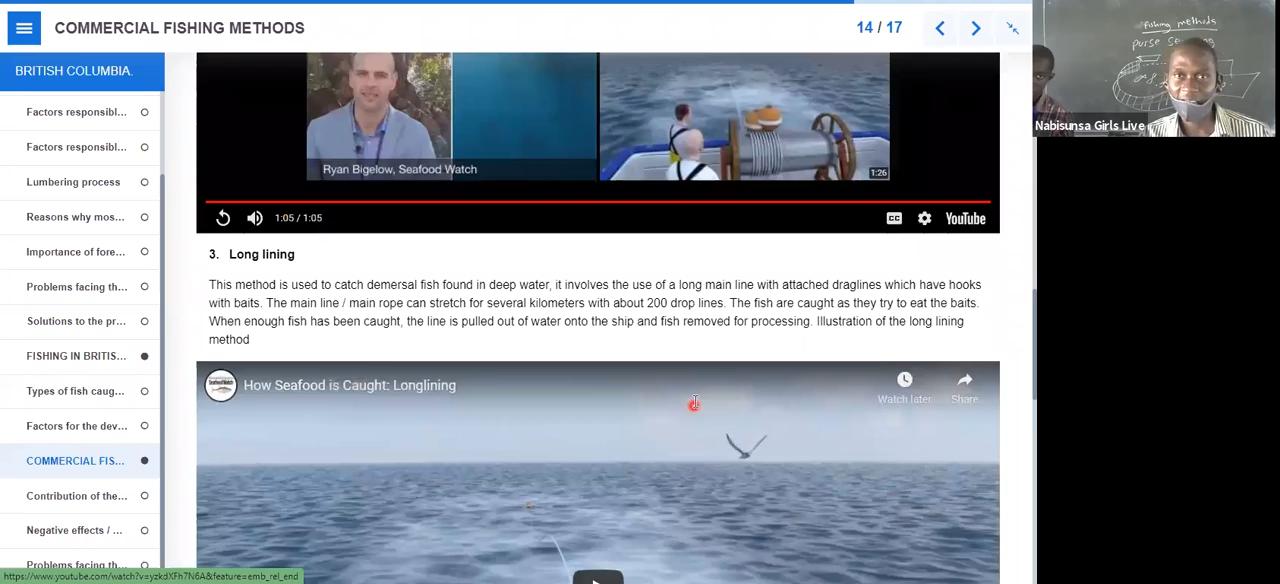 COMMERCIAL FISHING METHODS
14 / 17
BRITISH COLUMBIA.
Factors responsibl...
Factors responsibl...
Lumbering process
Reasons why mos...
Importance of fore...
Problems facing th...
Solutions to the pr...
FISHING IN BRITIS...
Types of fish caug...
Factors for the dev...
COMMERCIAL FIS...
Contribution of the...
Negative effects / ...
Problems facing th...
https://www.youtube.com/watch?v=yzkdXFh7N6A&feature=emb_rel_end
Ryan Bigelow, Seafood Watch
1:26
1:05 / 1:05
CC
YouTube
3. Long lining
This method is used to catch demersal fish found in deep water, it involves the use of a long main line with attached draglines which have hooks
with baits. The main line / main rope can stretch for several kilometers with about 200 drop lines. The fish are caught as they try to eat the baits.
When enough fish has been caught, the line is pulled out of water onto the ship and fish removed for processing. Illustration of the long lining
method
Seafood Watch
How Seafood is Caught: Longlining
Watch later
Share
Fishing methods
Purse
Nabisunsa Girls Live